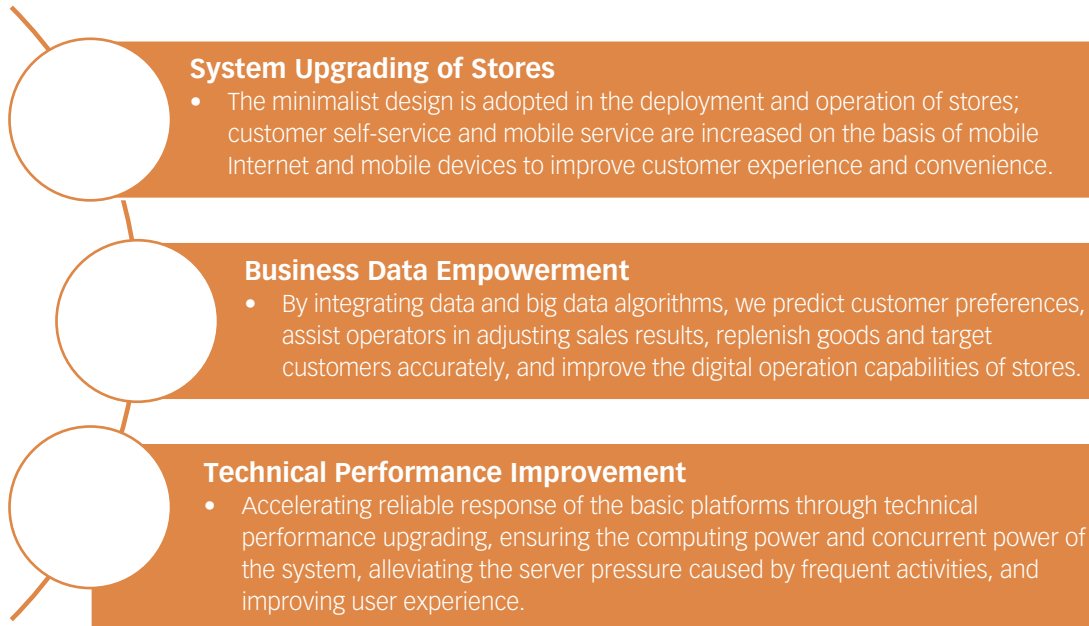 System Upgrading of Stores
• The minimalist design is adopted in the deployment and operation of stores;
customer self-service and mobile service are increased on the basis of mobile
Internet and mobile devices to improve customer experience and convenience.
Business Data Empowerment
• By integrating data and big data algorithms, we predict customer preferences,
assist operators in adjusting sales results, replenish goods and target
customers accurately, and improve the digital operation capabilities of stores.
Technical Performance Improvement
• Accelerating reliable response of the basic platforms through technical
performance upgrading, ensuring the computing power and concurrent power of
the system, alleviating the server pressure caused by frequent activities, and
improving user experience.